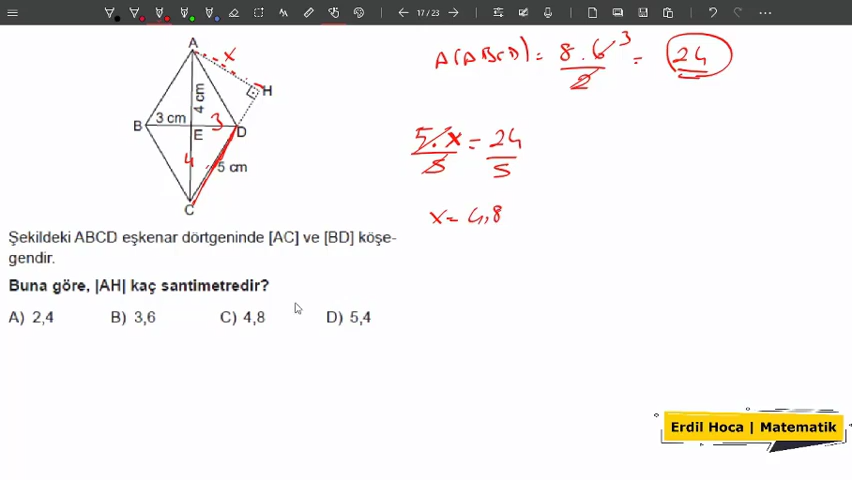 17 / 23
A
x
H
4 cm
B
3 cm
3
E
D
4
5 cm
C
A(ABCD) = 8.6 3 = 24
2
5.x = 24
5 5
x = 4,8
Şekildeki ABCD eşkenar dörtgeninde [AC] ve [BD] köşe-
gendir.
Buna göre, |AH| kaç santimetredir?
A) 2,4 B) 3,6 C) 4,8 D) 5,4
Erdil Hoca | Matematik